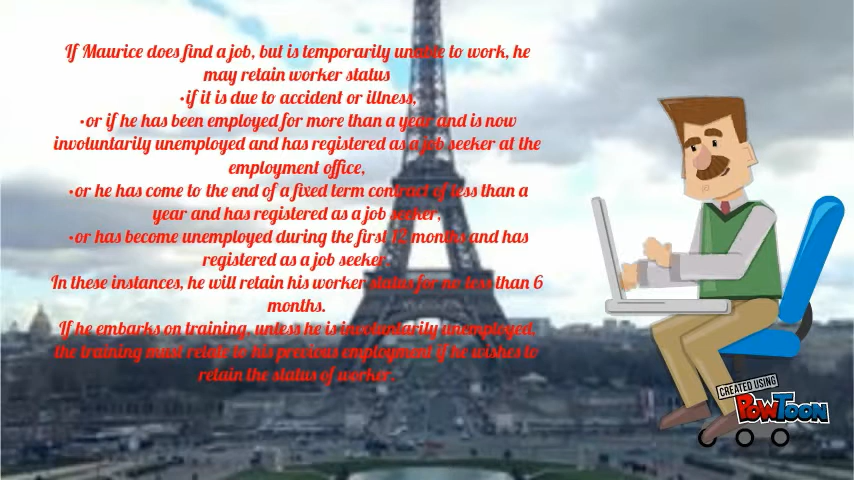 If Maurice does find a job, but is temporarily unable to work, he
may retain worker status
•if it is due to accident or illness,
•or if he has been employed for more than a year and is now
involuntarily unemployed and has registered as a job seeker at the
employment office,
•or he has come to the end of a fixed term contract of less than a
year and has registered as a job seeker,
•or has become unemployed during the first 12 months and has
registered as a job seeker.
In these instances, he will retain his worker status for no less than 6
months.
If he embarks on training, unless he is involuntarily unemployed,
the training must relate to his previous employment if he wishes to
retain the status of worker.
CREATED USING
POWTOON